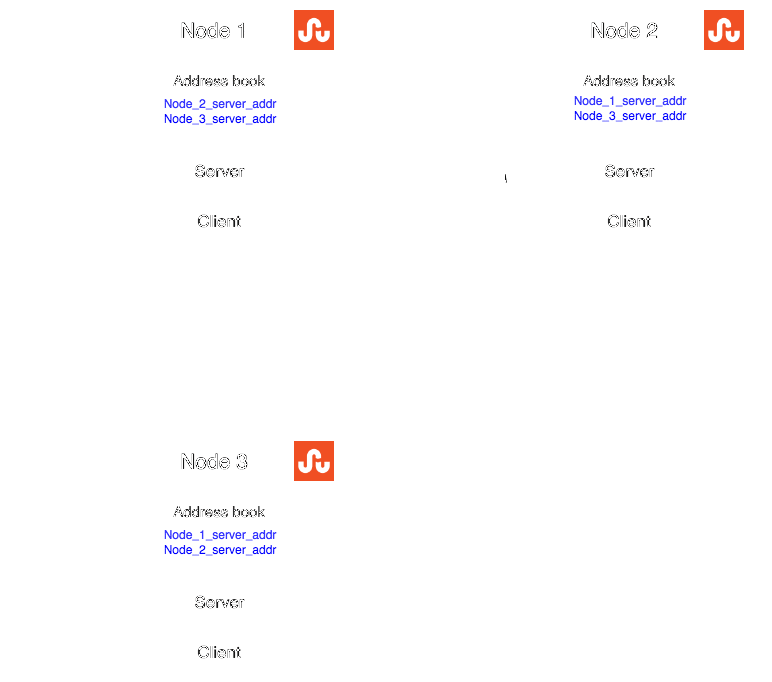 Node 1
Address book
Node_2_server_addr
Node_3_server_addr
Server
Client
Node 2
Address book
Node_1_server_addr
Node_3_server_addr
Server
Client
Node 3
Address book
Node_1_server_addr
Node_2_server_addr
Server
Client